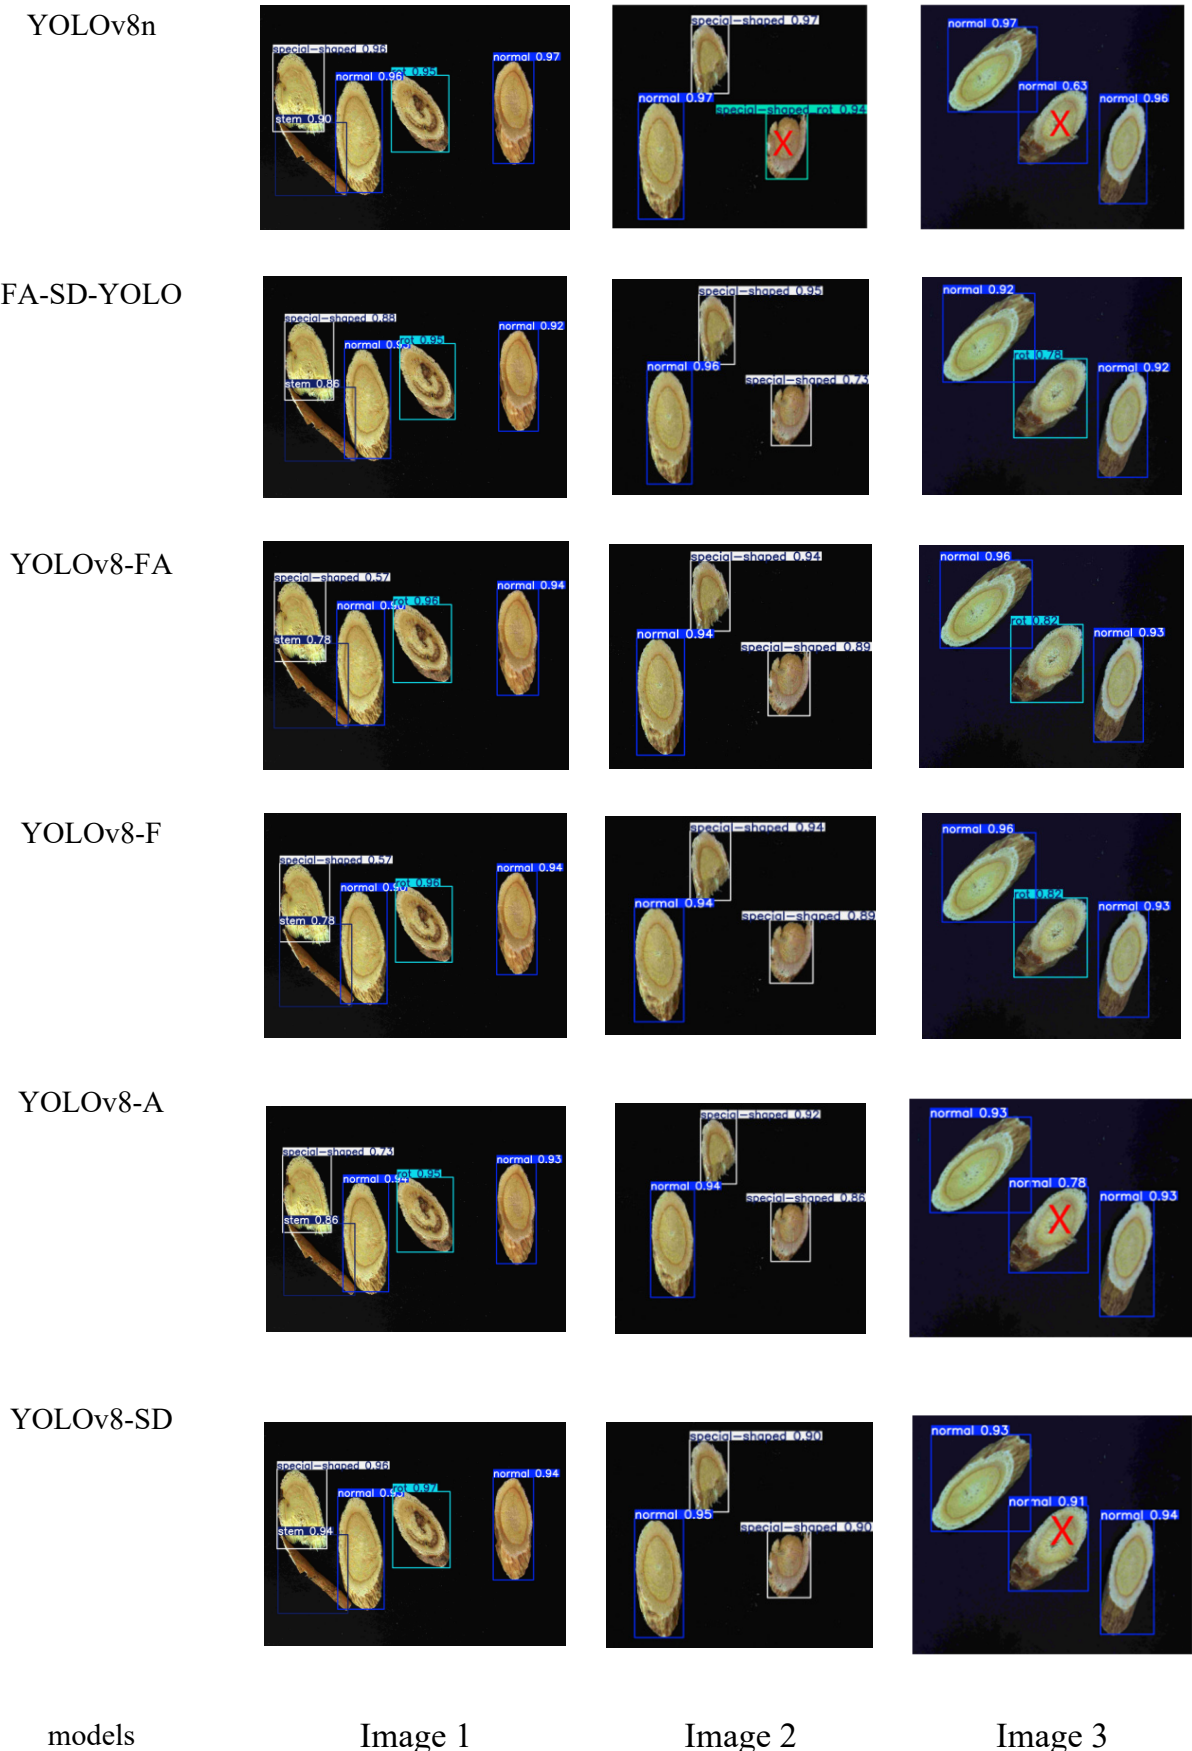 YOLOv8n
special-shaped 0.96
normal 0.96
rot 0.95
normal 0.97
stem 0.90
special-shaped 0.97
normal 0.97
special-shaped rot 0.94
X
normal 0.97
normal 0.63
X
normal 0.96
FA-SD-YOLO
special-shaped 0.88
normal 0.95
rot 0.95
normal 0.92
stem 0.86
special-shaped 0.95
normal 0.96
special-shaped 0.73
normal 0.92
rot 0.78
normal 0.92
YOLOv8-FA
special-shaped 0.57
normal 0.90
rot 0.96
normal 0.94
stem 0.78
special-shaped 0.94
normal 0.94
special-shaped 0.89
normal 0.96
rot 0.82
normal 0.93
YOLOv8-F
special-shaped 0.57
normal 0.90
rot 0.96
normal 0.94
stem 0.78
special-shaped 0.94
normal 0.94
special-shaped 0.89
normal 0.96
rot 0.82
normal 0.93
YOLOv8-A
special-shaped 0.73
normal 0.94
rot 0.95
normal 0.93
stem 0.86
special-shaped 0.92
normal 0.94
special-shaped 0.86
normal 0.93
normal 0.78
X
normal 0.93
YOLOv8-SD
special-shaped 0.96
normal 0.95
rot 0.97
normal 0.94
stem 0.94
special-shaped 0.90
normal 0.95
special-shaped 0.90
normal 0.93
normal 0.91
X
normal 0.94
models
Image 1
Image 2
Image 3